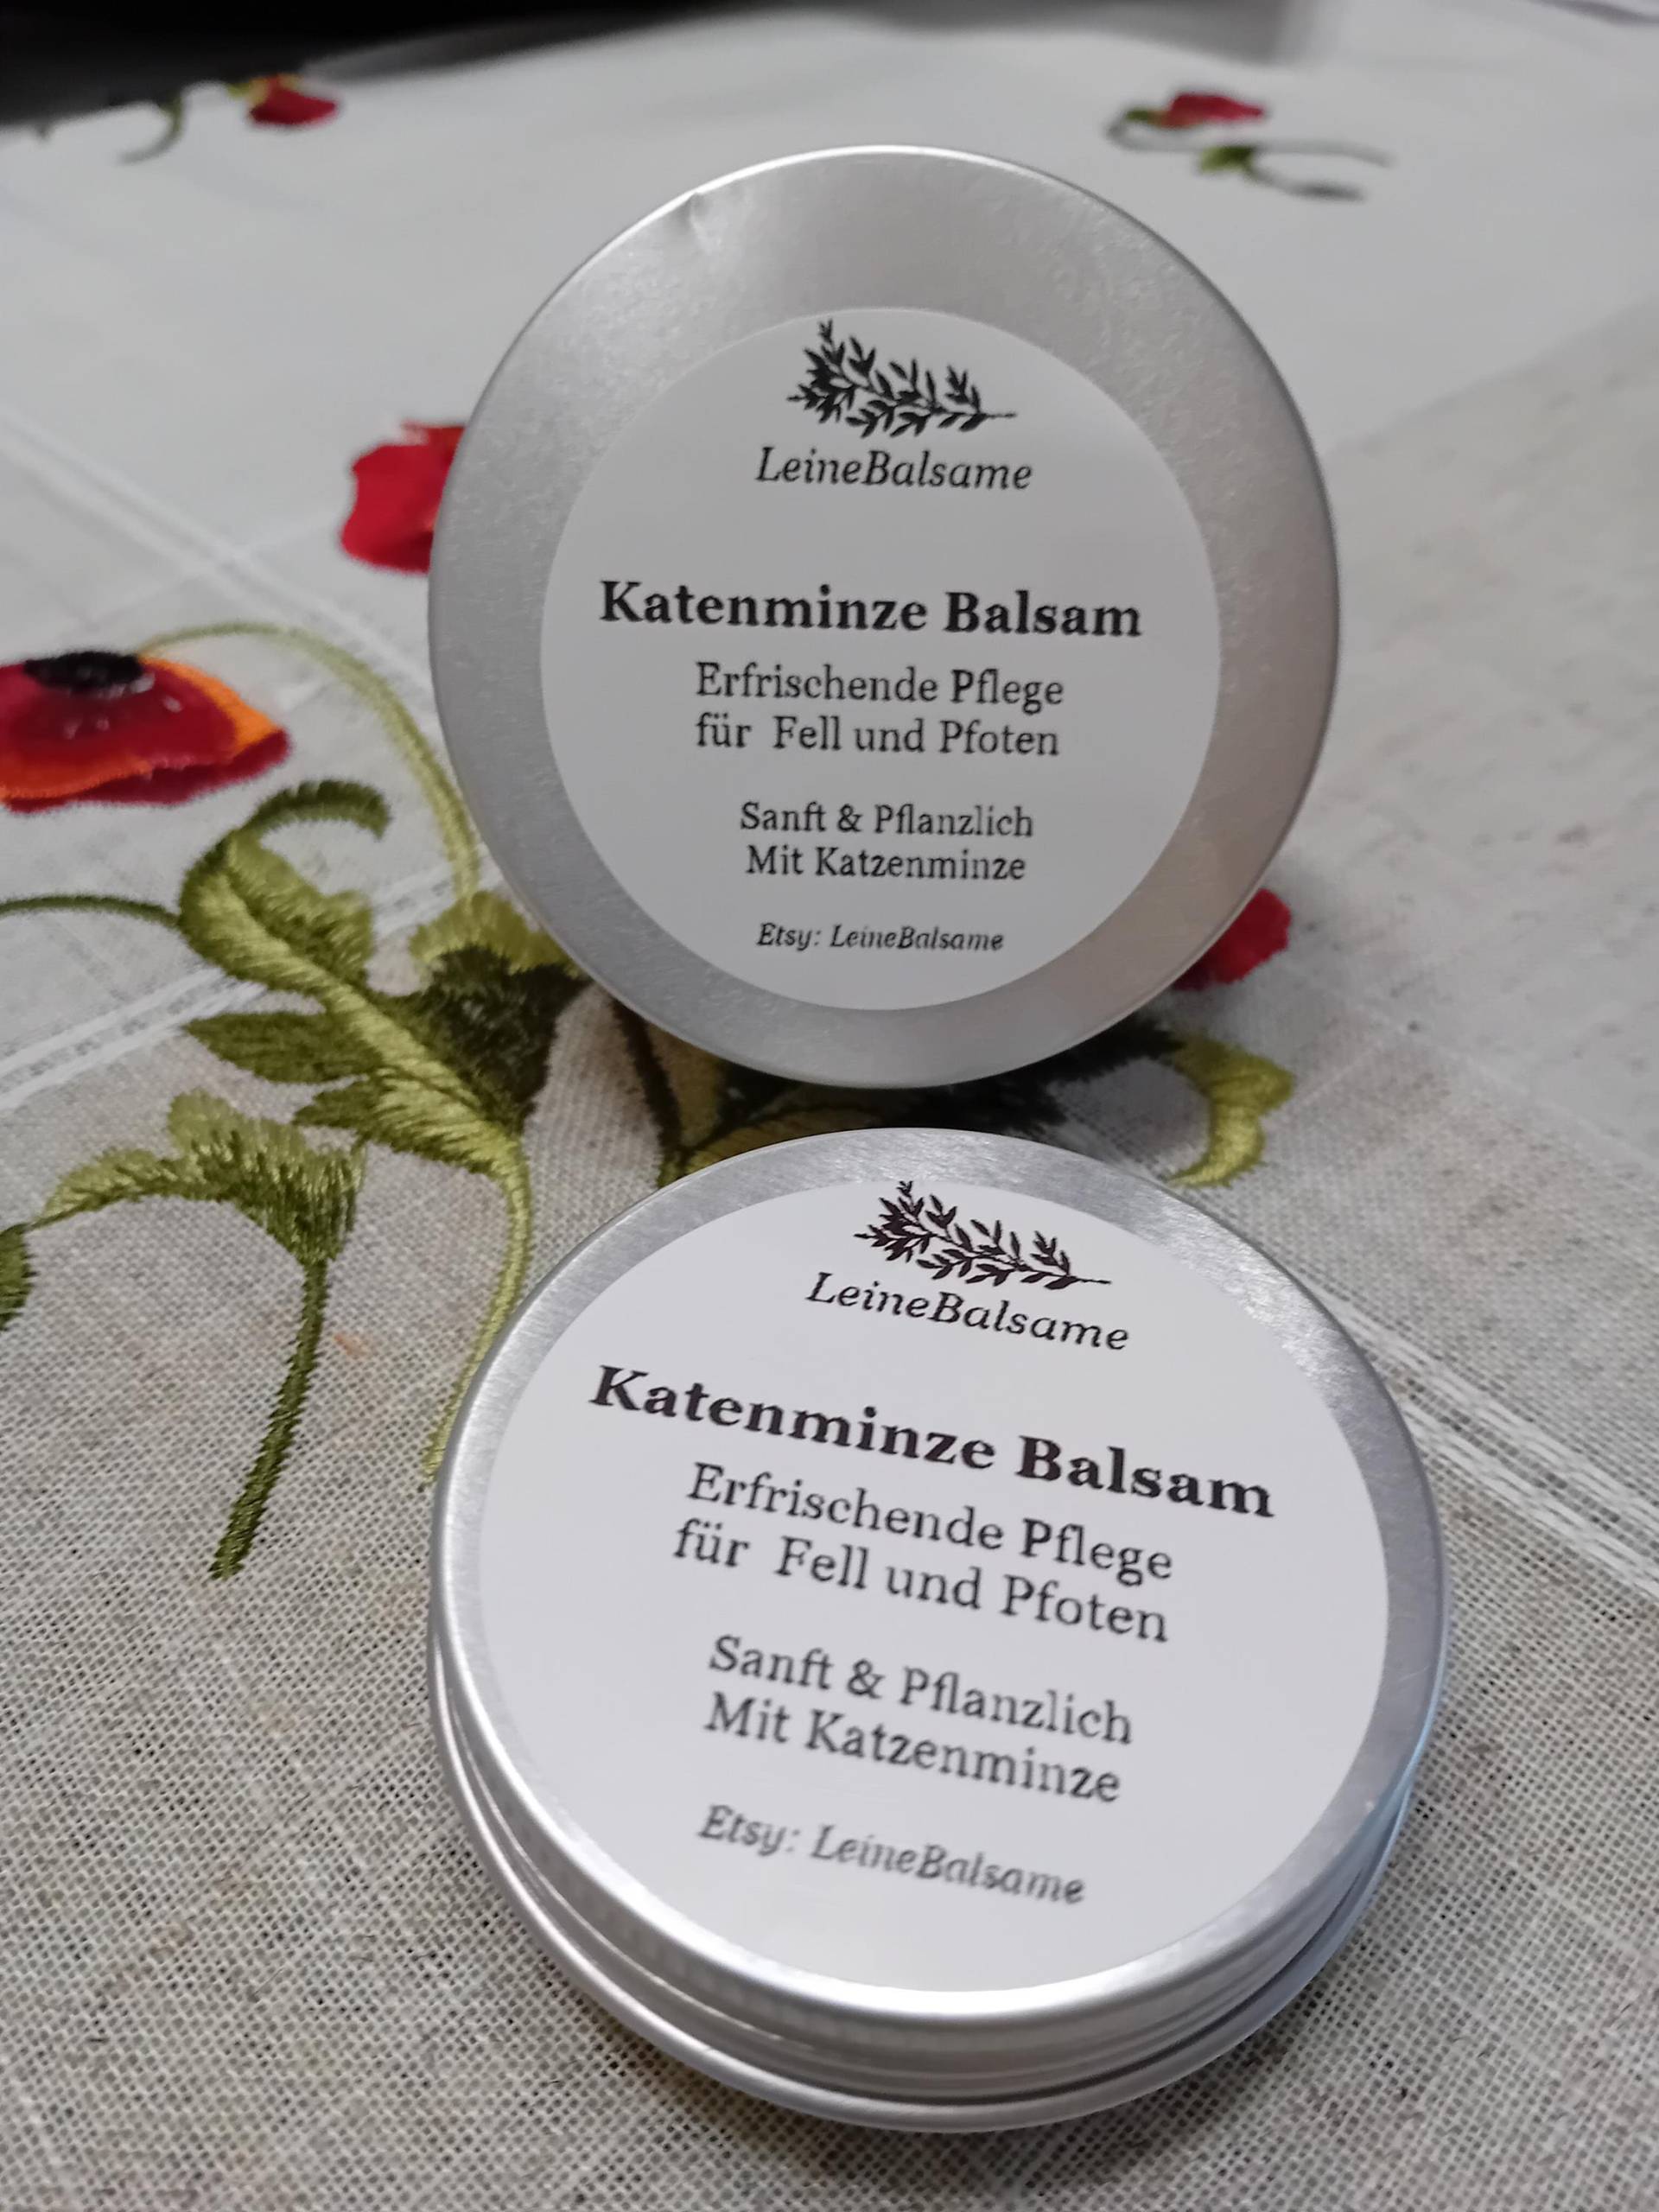 LeineBalsame
Katenminze Balsam
Erfrischende Pflege
für Fell und Pfoten
Sanft & Pflanzlich
Mit Katzenminze
Etsy: LeineBalsame
LeineBalsame
Katenminze Balsam
Erfrischende Pflege
für Fell und Pfoten
Sanft & Pflanzlich
Mit Katzenminze
Etsy: LeineBalsame